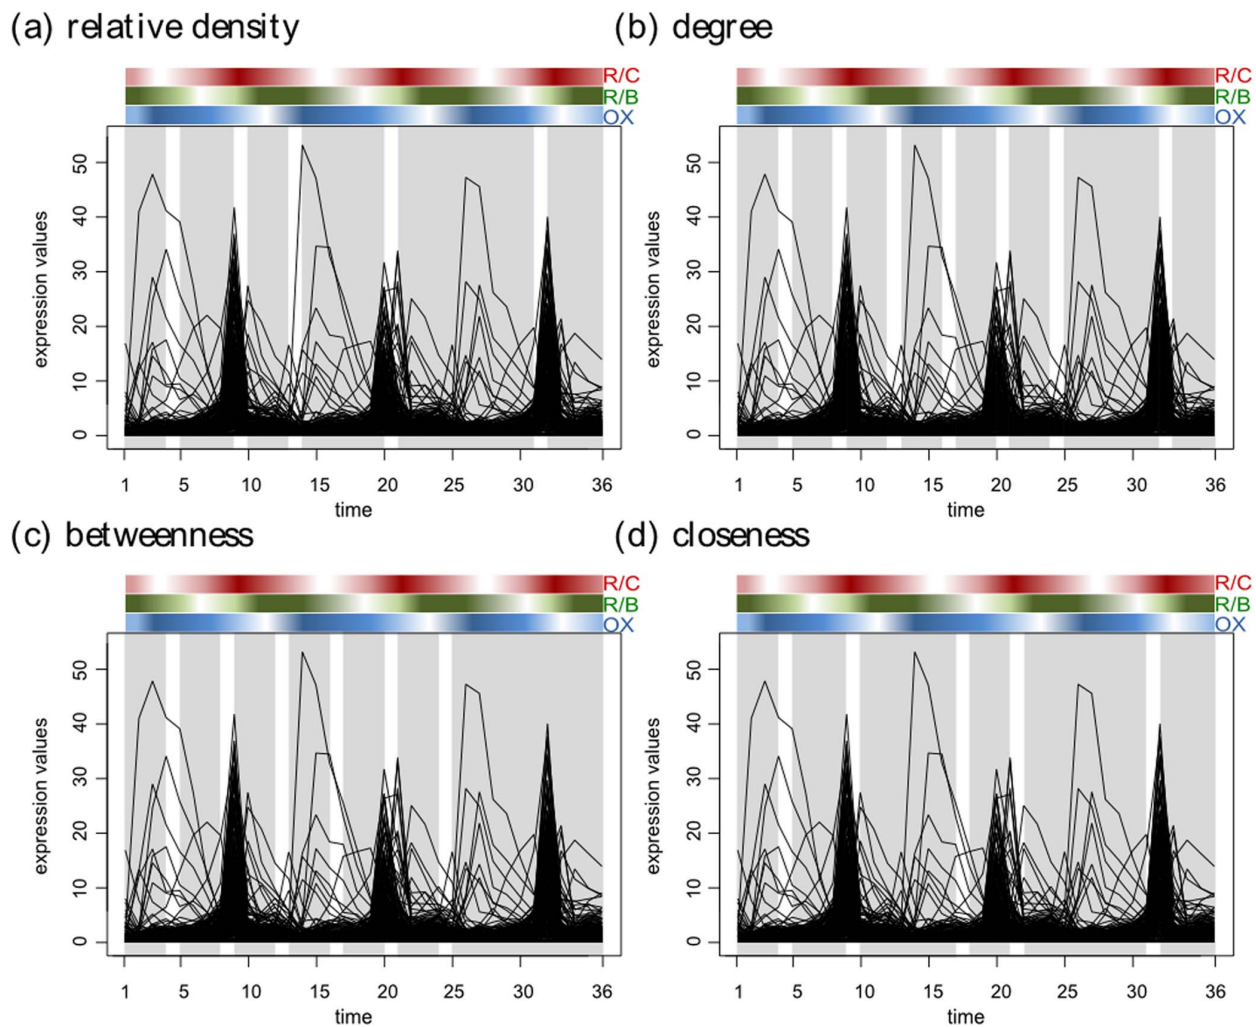 (a) relative density
R/C
R/B
OX
expression values
50
40
30
20
10
0
1 5 10 15 20 25 30 36
time
(b) degree
R/C
R/B
OX
expression values
50
40
30
20
10
0
1 5 10 15 20 25 30 36
time
(c) betweenness
R/C
R/B
OX
expression values
50
40
30
20
10
0
1 5 10 15 20 25 30 36
time
(d) closeness
R/C
R/B
OX
expression values
50
40
30
20
10
0
1 5 10 15 20 25 30 36
time